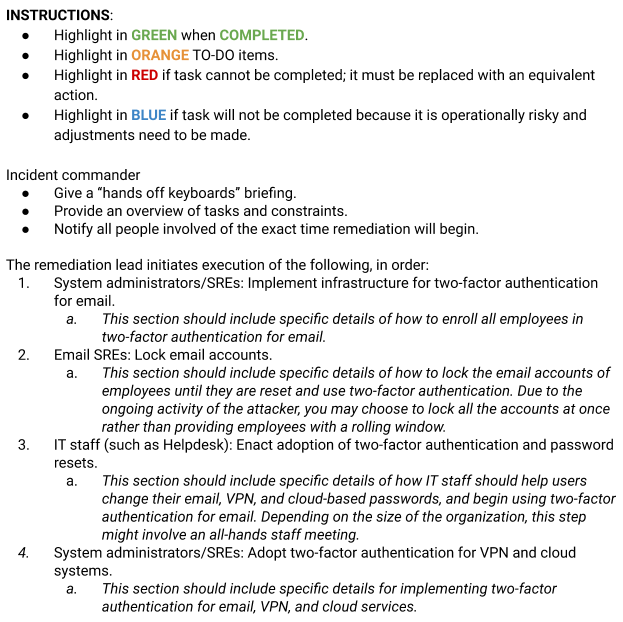 INSTRUCTIONS:
● Highlight in GREEN when COMPLETED.
● Highlight in ORANGE TO-DO items.
● Highlight in RED if task cannot be completed; it must be replaced with an equivalent
action.
● Highlight in BLUE if task will not be completed because it is operationally risky and
adjustments need to be made.
Incident commander
● Give a “hands off keyboards” briefing.
● Provide an overview of tasks and constraints.
● Notify all people involved of the exact time remediation will begin.
The remediation lead initiates execution of the following, in order:
1. System administrators/SREs: Implement infrastructure for two-factor authentication
for email.
a. This section should include specific details of how to enroll all employees in
two-factor authentication for email.
2. Email SREs: Lock email accounts.
a. This section should include specific details of how to lock the email accounts of
employees until they are reset and use two-factor authentication. Due to the
ongoing activity of the attacker, you may choose to lock all the accounts at once
rather than providing employees with a rolling window.
3. IT staff (such as Helpdesk): Enact adoption of two-factor authentication and password
resets.
a. This section should include specific details of how IT staff should help users
change their email, VPN, and cloud-based passwords, and begin using two-factor
authentication for email. Depending on the size of the organization, this step
might involve an all-hands staff meeting.
4. System administrators/SREs: Adopt two-factor authentication for VPN and cloud
systems.
a. This section should include specific details for implementing two-factor
authentication for email, VPN, and cloud services.